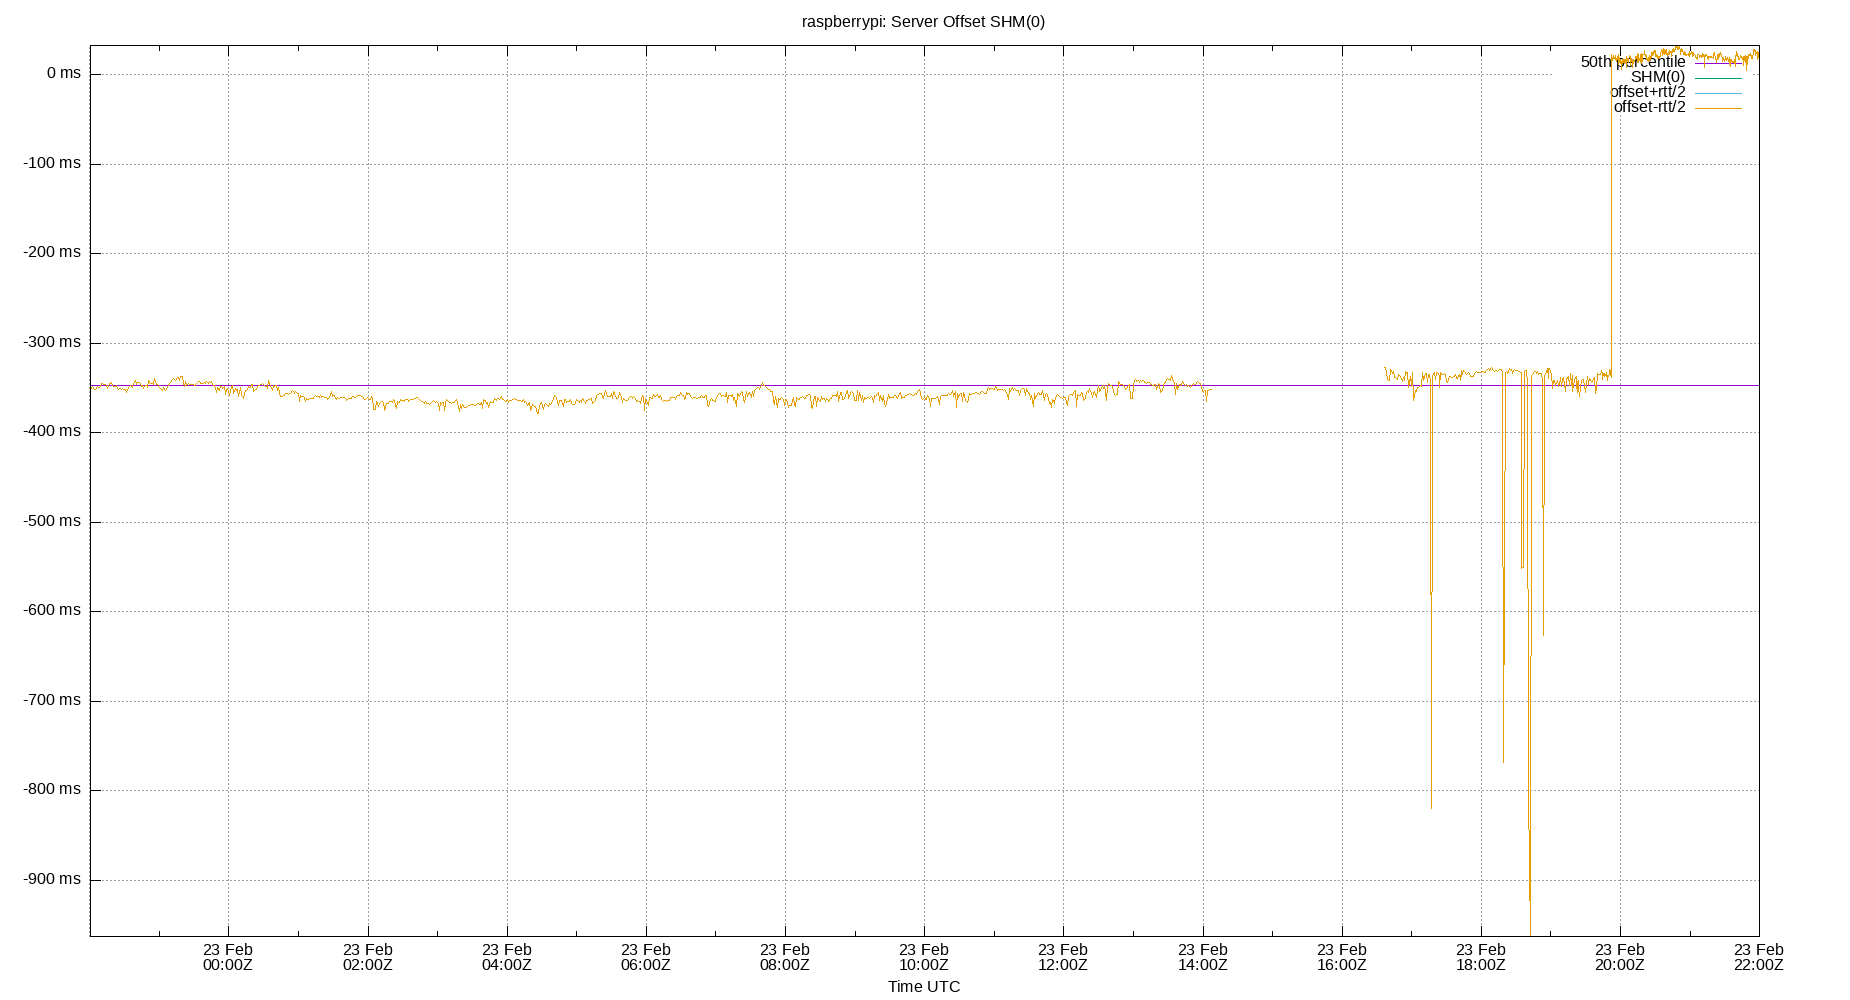 raspberrypi: Server Offset SHM(0)
0 ms
-100 ms
-200 ms
-300 ms
-400 ms
-500 ms
-600 ms
-700 ms
-800 ms
-900 ms
50th percentile
SHM(0)
offset+rtt/2
offset-rtt/2
23 Feb 23 Feb 23 Feb 23 Feb 23 Feb 23 Feb 23 Feb 23 Feb 23 Feb 23 Feb 23 Feb 23 Feb
00:00Z 02:00Z 04:00Z 06:00Z 08:00Z 10:00Z 12:00Z 14:00Z 16:00Z 18:00Z 20:00Z 22:00Z
Time UTC